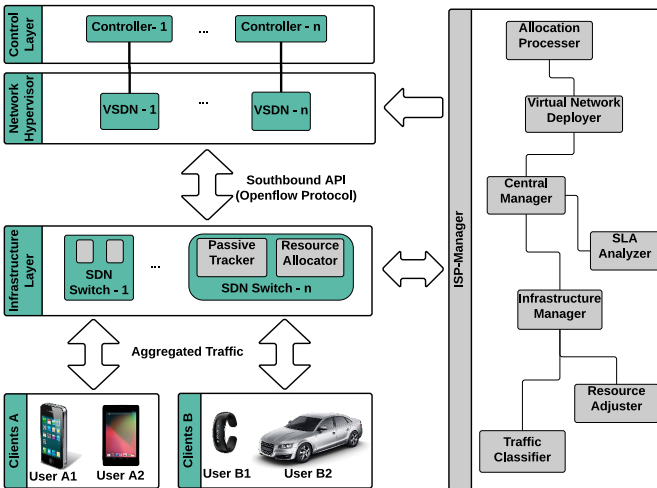 Control
Layer
Controller- 1
...
Controller - n
Network
Hypervisor
VSDN - 1
...
VSDN - n
Southbound API
(Openflow Protocol)
Infrastructure
Layer
SDN
Switch - 1
...
Passive
Tracker
Resource
Allocator
SDN Switch - n
Aggregated Traffic
Clients A
User A1
User A2
Clients B
User B1
User B2
ISP-Manager
Allocation
Processer
Virtual Network
Deployer
Central
Manager
SLA
Analyzer
Infrastructure
Manager
Resource
Adjuster
Traffic
Classifier